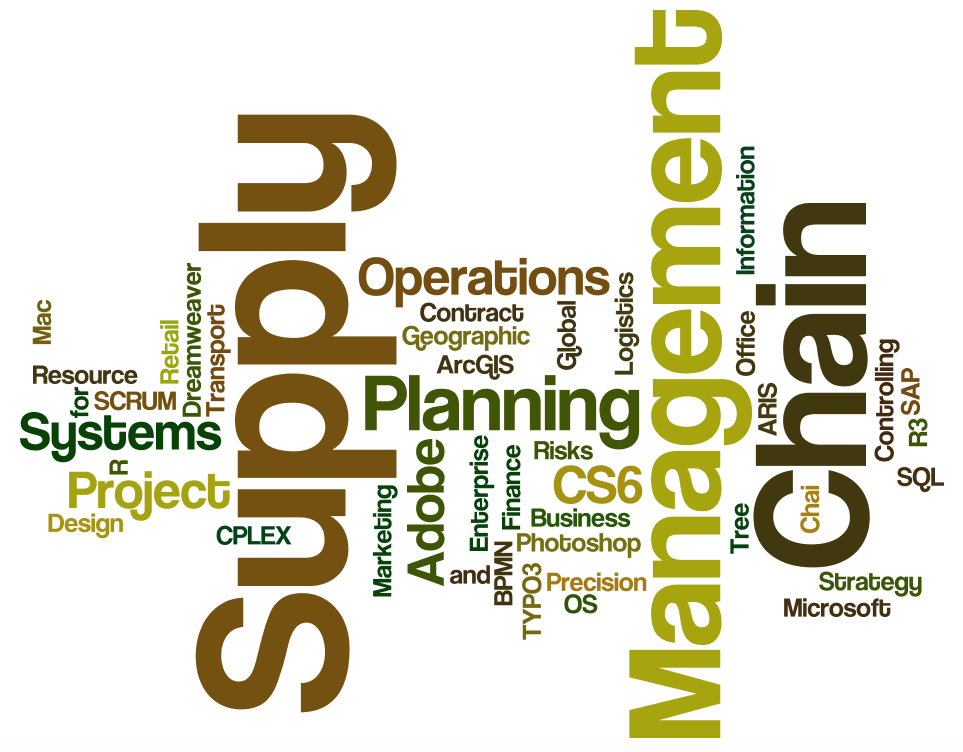 Mac
Resource
for
SCRUM
Retail
Dreamweaver
Transport
Systems
R
Project
Design
CPLEX
Supply
Operations
Contract
Geographic
ArcGIS
Global
Logistics
Planning
Adobe
Marketing
Enterprise
Finance
Risks
CS6
Business
Photoshop
and
BPMN
TYPO3
Precision
OS
Management
Information
Office
ARIS
Tree
Chain
Chai
Controlling
SAP
R3
SQL
Strategy
Microsoft